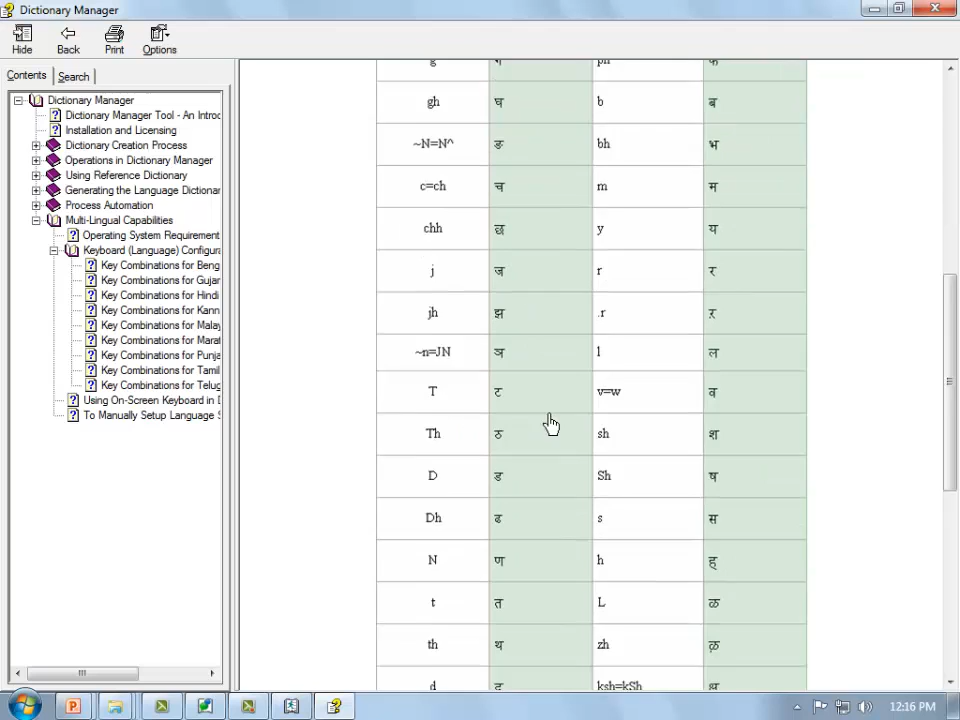 Dictionary Manager
Hide Back Print Options
Contents Search
Dictionary Manager
Dictionary Manager Tool - An Introc
Installation and Licensing
Dictionary Creation Process
Operations in Dictionary Manager
Using Reference Dictionary
Generating the Language Dictionar
Process Automation
Multi-Lingual Capabilities
Operating System Requirement
Keyboard (Language) Configura
Key Combinations for Beng
Key Combinations for Gujar
Key Combinations for Hindi
Key Combinations for Kann
Key Combinations for Malay
Key Combinations for Marat
Key Combinations for Punja
Key Combinations for Tamil
Key Combinations for Telug
Using On-Screen Keyboard in D
To Manually Setup Language S
g ग ph फ
gh घ b ब
~N=N^ ङ bh भ
c=ch च m म
chh छ y य
j ज r र
jh झ .r ऱ
~n=JN ञ l ल
T ट v=w व
Th ठ sh श
D ड Sh ष
Dh ढ s स
N ण h ह्
t त L ळ
th थ zh ऴ
d द ksh=kSh क्ष
12:16 PM